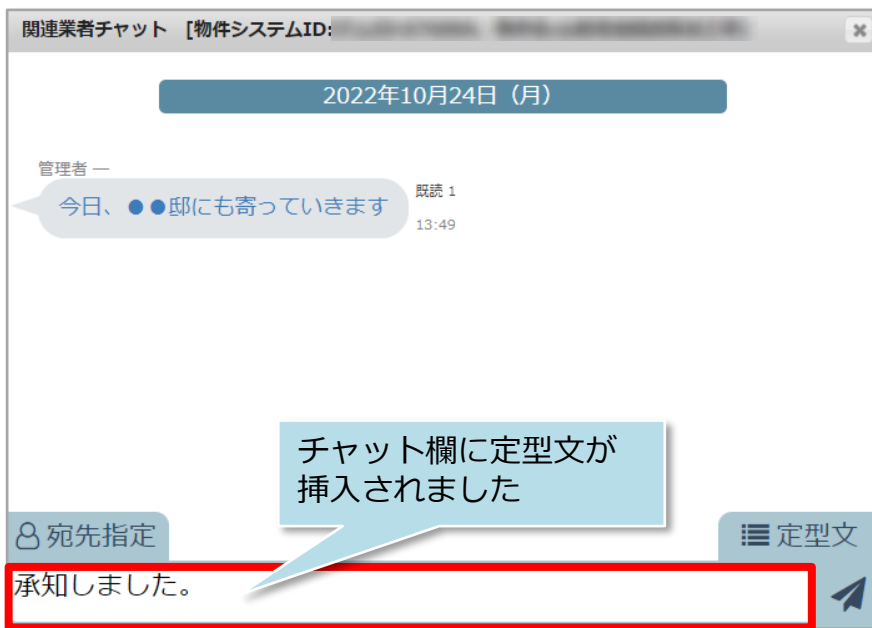 関連業者チャット [物件システムID:
2022年10月24日（月）
管理者 ―
今日、●●邸にも寄っていきます
既読 1
13:49
チャット欄に定型文が
挿入されました
宛先指定
定型文
承知しました。